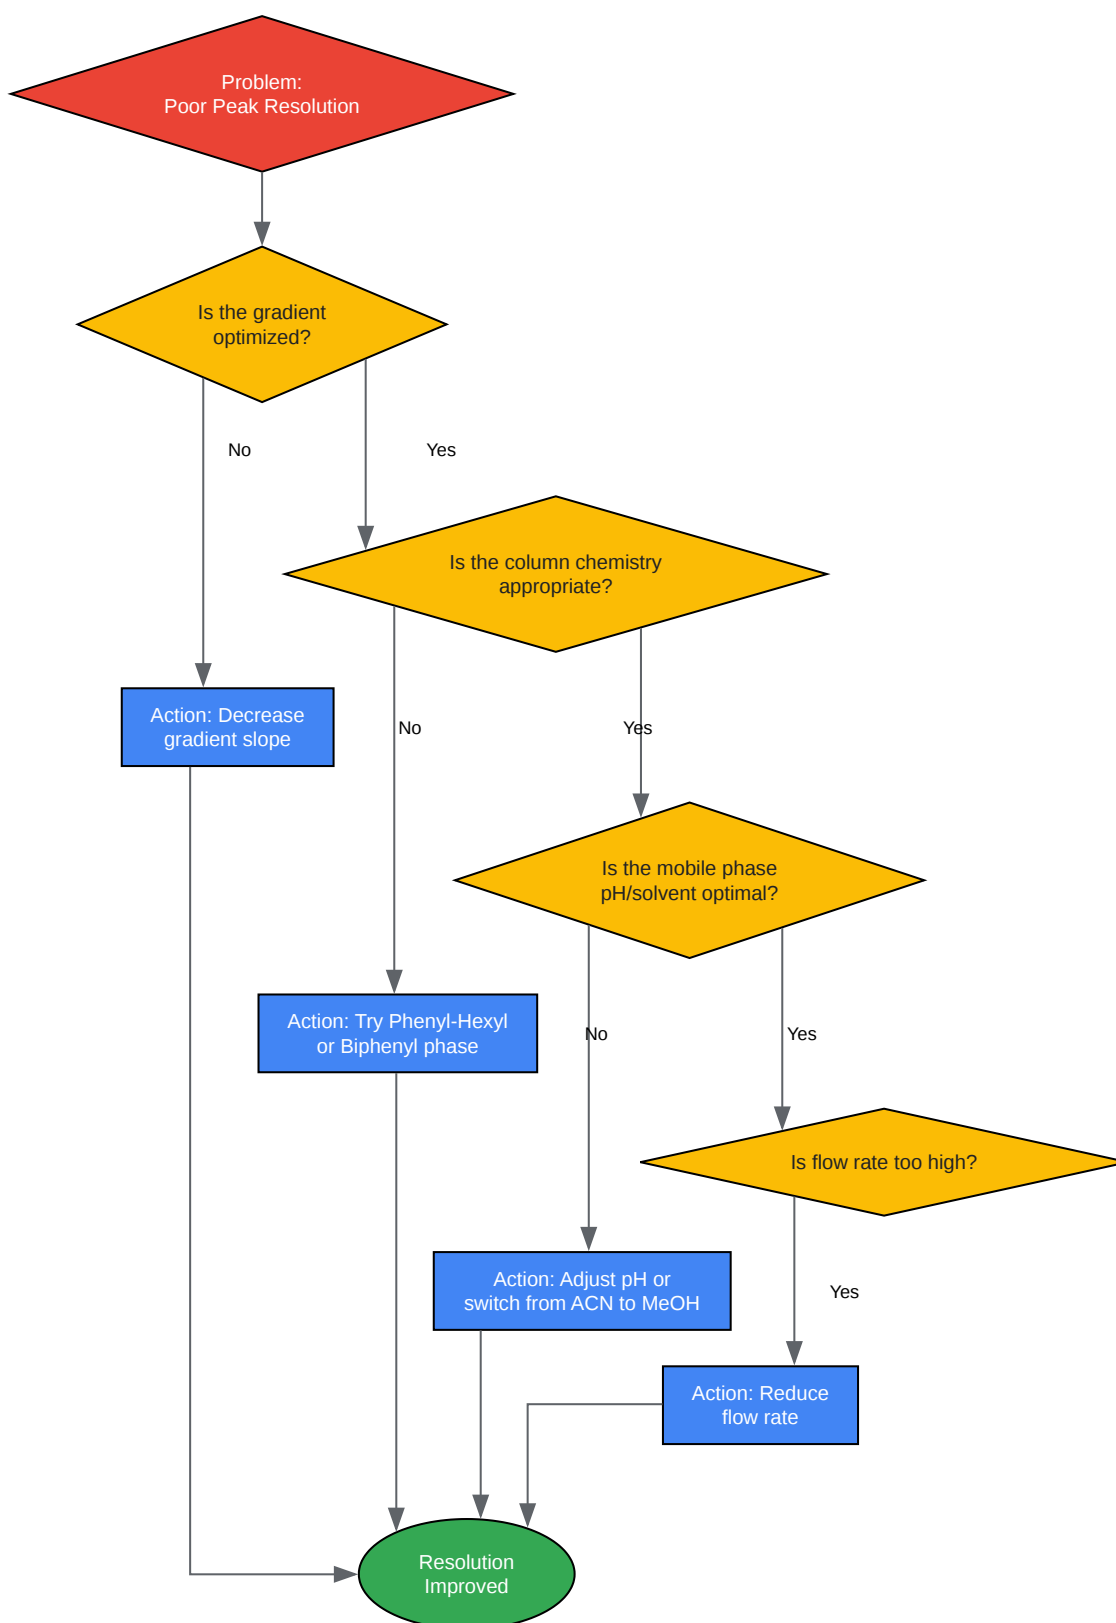 Problem:
Poor Peak Resolution
Is the gradient
optimized?
No
Yes
Is the column chemistry
appropriate?
Action: Decrease
gradient slope
No
Yes
Is the mobile phase
pH/solvent optimal?
Action: Try Phenyl-Hexyl
or Biphenyl phase
No
Yes
Is flow rate too high?
Action: Adjust pH or
switch from ACN to MeOH
Yes
Action: Reduce
flow rate
Resolution
Improved